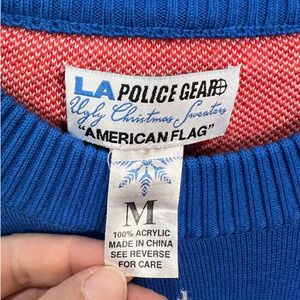 LA POLICE GEAR
Ugly Christmas Sweaters
"AMERICAN FLAG"
M
100% ACRYLIC
MADE IN CHINA
SEE REVERSE
FOR CARE